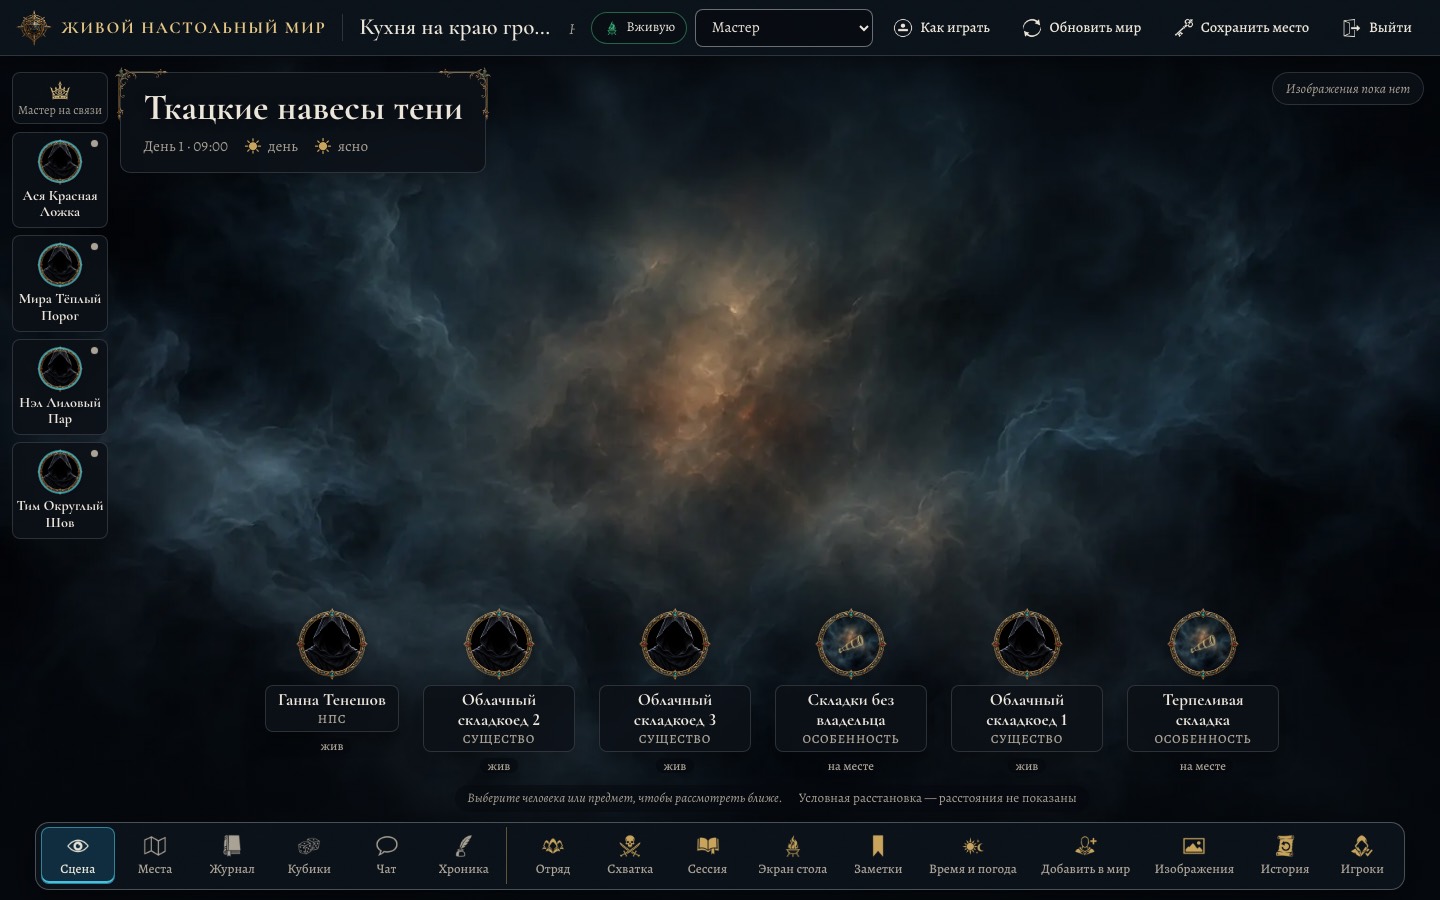 ЖИВОЙ НАСТОЛЬНЫЙ МИР
Кухня на краю гро...
Вживую
Мастер
Как играть
Обновить мир
Сохранить место
Выйти
Мастер на связи
Ася Красная
Ложка
Мира Тёплый
Порог
Нэл Лиловый
Пар
Тим Округлый
Шов
Ткацкие навесы тени
День 1 · 09:00 день ясно
Изображения пока нет
Ганна Тенешов
НПС
жив
Облачный
складкоед 2
СУЩЕСТВО
жив
Облачный
складкоед 3
СУЩЕСТВО
жив
Складки без
владельца
ОСОБЕННОСТЬ
на месте
Облачный
складкоед 1
СУЩЕСТВО
жив
Терпеливая
складка
ОСОБЕННОСТЬ
на месте
Выберите человека или предмет, чтобы рассмотреть ближе. Условная расстановка — расстояния не показаны
Сцена
Места
Журнал
Кубики
Чат
Хроника
Отряд
Схватка
Сессия
Экран стола
Заметки
Время и погода
Добавить в мир
Изображения
История
Игроки